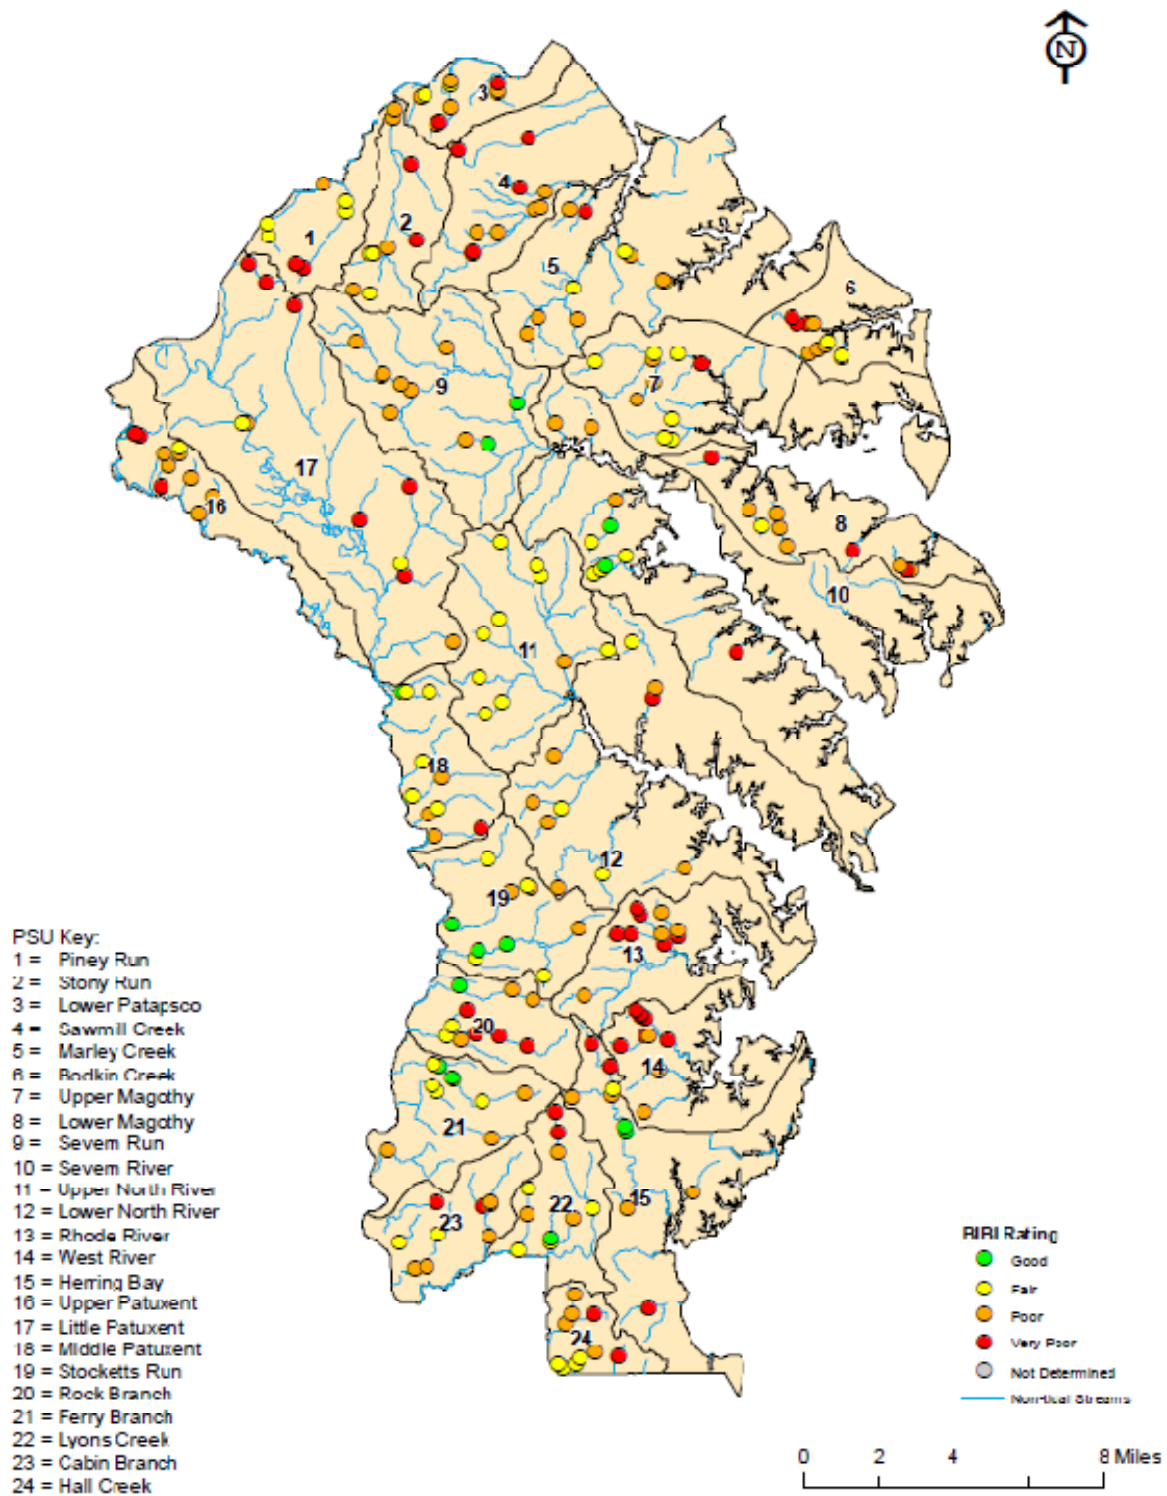 N
3
4
2
1
5
6
7
9
17
16
8
10
11
18
12
19
13
20
14
21
15
22
23
24
PSU Key:
1 = Piney Run
2 = Stony Run
3 = Lower Patapsco
4 = Sawmill Creek
5 = Marley Creek
6 = Bodkin Creek
7 = Upper Magothy
8 = Lower Magothy
9 = Severn Run
10 = Severn River
11 = Upper North River
12 = Lower North River
13 = Rhode River
14 = West River
15 = Herring Bay
16 = Upper Patuxent
17 = Little Patuxent
18 = Middle Patuxent
19 = Stocketts Run
20 = Rock Branch
21 = Ferry Branch
22 = Lyons Creek
23 = Cabin Branch
24 = Hall Creek
BIBI Rating
Good
Fair
Poor
Very Poor
Not Determined
Non-tidal Streams
0 2 4 8 Miles